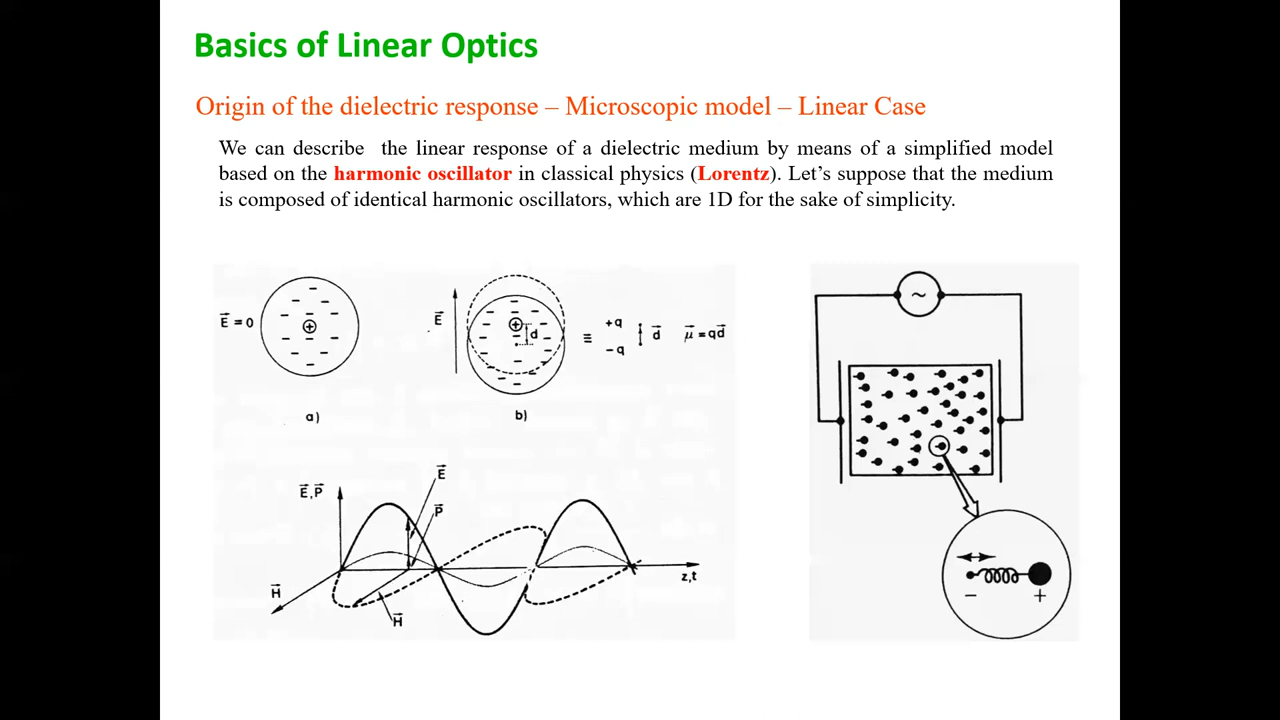 Basics of Linear Optics
Origin of the dielectric response – Microscopic model – Linear Case
We can describe the linear response of a dielectric medium by means of a simplified model
based on the harmonic oscillator in classical physics (Lorentz). Let’s suppose that the medium
is composed of identical harmonic oscillators, which are 1D for the sake of simplicity.
E⃗ = 0
a)
E⃗
d
≡ +q −q d⃗ μ⃗ = qd⃗
b)
~
E⃗
E⃗, P⃗
P⃗
z,t
H⃗
H⃗
− +